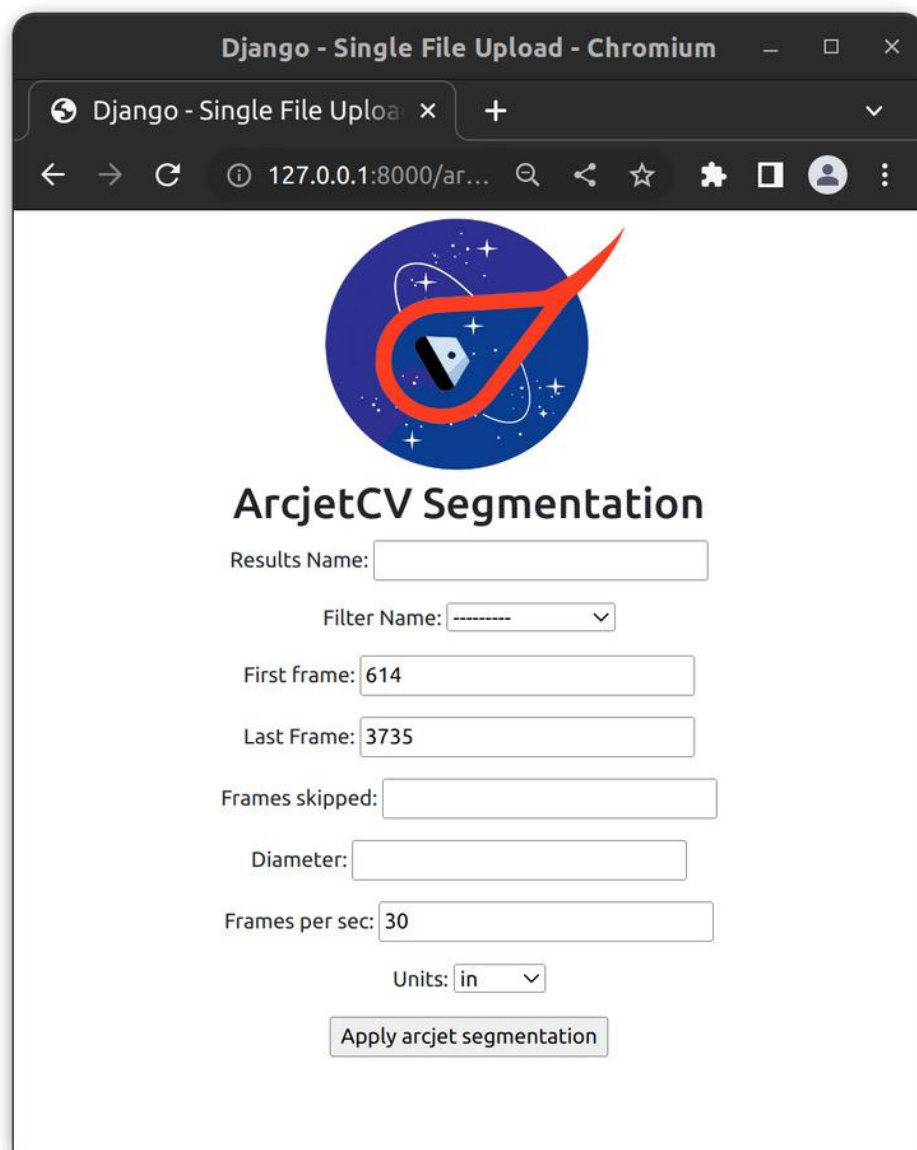 Django - Single File Upload - Chromium
Django - Single File Uploa
127.0.0.1:8000/ar...
ArcjetCV Segmentation
Results Name:
Filter Name: ---------
First frame: 614
Last Frame: 3735
Frames skipped:
Diameter:
Frames per sec: 30
Units: in
Apply arcjet segmentation